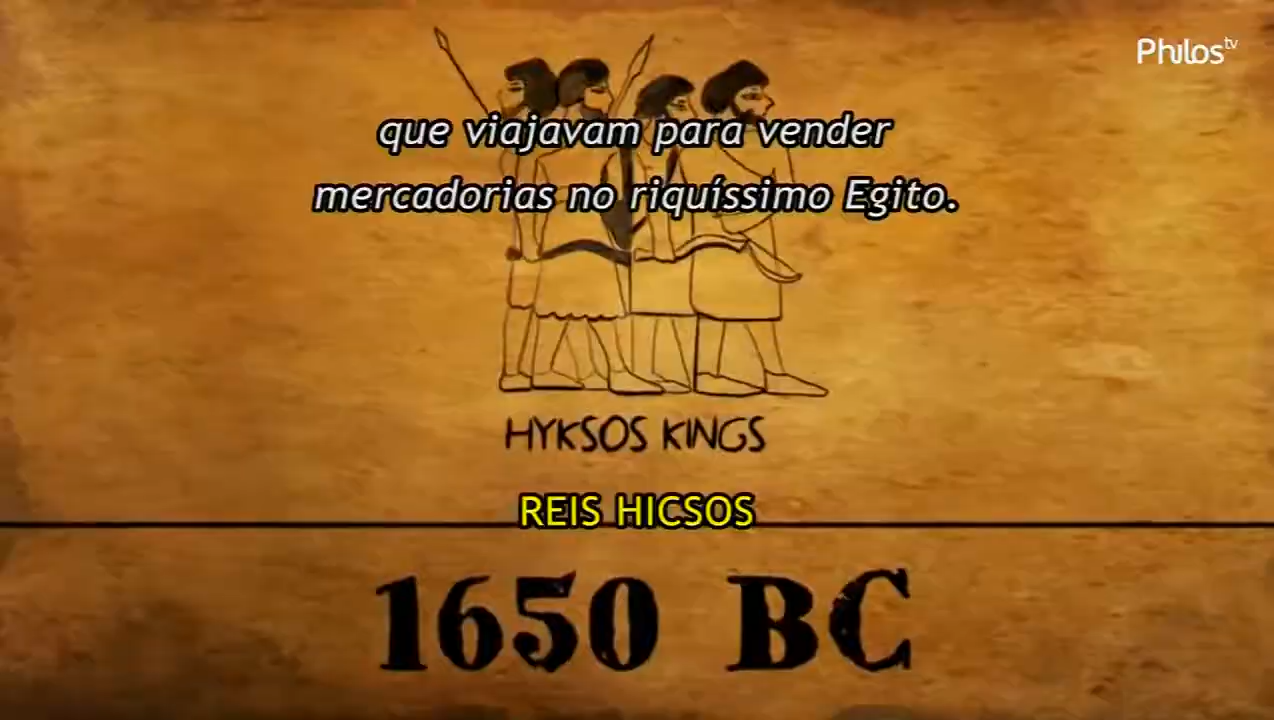 Philos tv
que viajavam para vender
mercadorias no riquíssimo Egito.
HYKSOS KINGS
REIS HICSOS
1650 BC